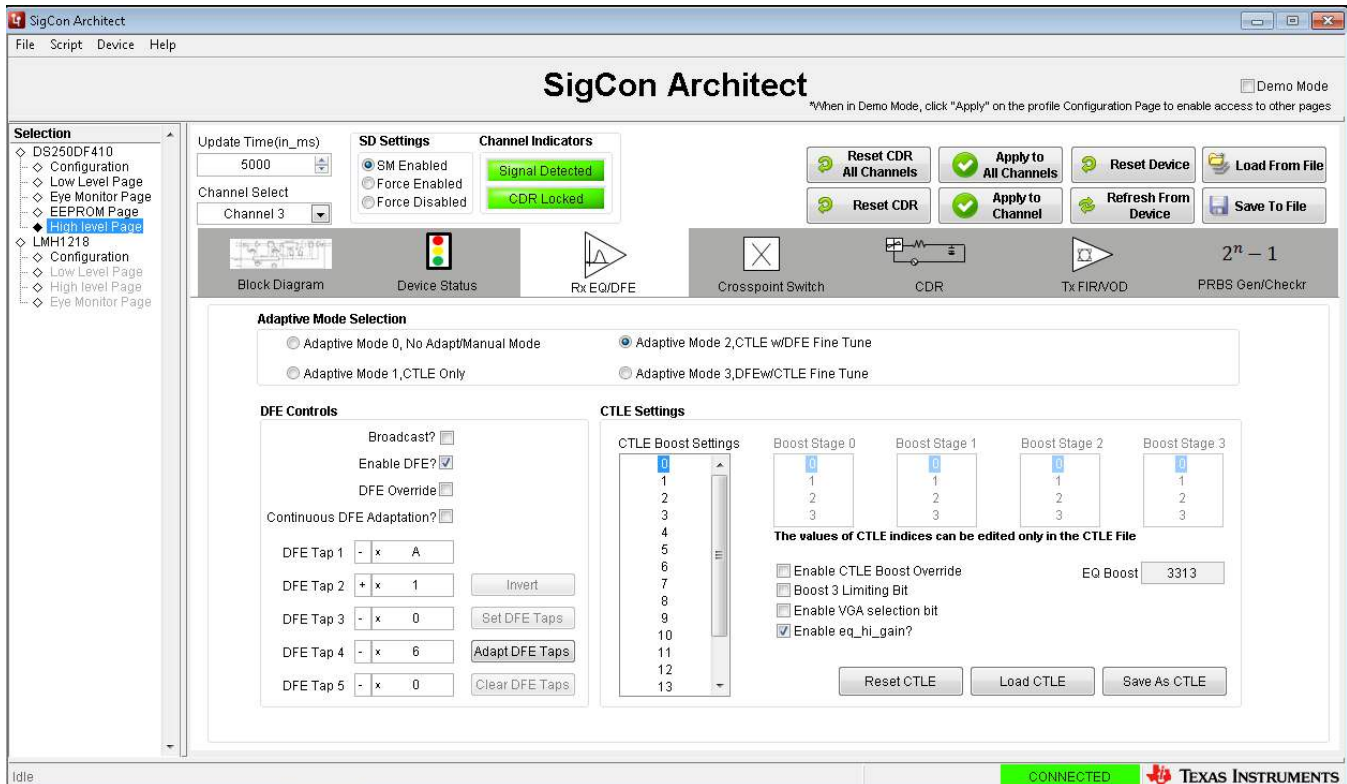 SigCon Architect
File Script Device Help
SigCon Architect
Demo Mode
*When in Demo Mode, click "Apply" on the profile Configuration Page to enable access to other pages
Selection
DS250DF410
Configuration
Low Level Page
Eye Monitor Page
EEPROM Page
High level Page
LMH1218
Configuration
Low Level Page
High level Page
Eye Monitor Page
Update Time(in_ms)
5000
Channel Select
Channel 3
SD Settings
SM Enabled
Force Enabled
Force Disabled
Channel Indicators
Signal Detected
CDR Locked
Reset CDR
All Channels
Apply to
All Channels
Reset Device
Load From File
Reset CDR
Apply to
Channel
Refresh From
Device
Save To File
Block Diagram
Device Status
Rx EQ/DFE
Crosspoint Switch
CDR
Tx FIR/VOD
2ⁿ − 1
PRBS Gen/Checkr
Adaptive Mode Selection
Adaptive Mode 0, No Adapt/Manual Mode
Adaptive Mode 2,CTLE w/DFE Fine Tune
Adaptive Mode 1,CTLE Only
Adaptive Mode 3,DFEw/CTLE Fine Tune
DFE Controls
Broadcast?
Enable DFE?
DFE Override
Continuous DFE Adaptation?
DFE Tap 1 - x A
DFE Tap 2 + x 1 Invert
DFE Tap 3 - x 0 Set DFE Taps
DFE Tap 4 - x 6 Adapt DFE Taps
DFE Tap 5 - x 0 Clear DFE Taps
CTLE Settings
CTLE Boost Settings
0
1
2
3
4
5
6
7
8
9
10
11
12
13
Boost Stage 0
0
1
2
3
Boost Stage 1
0
1
2
3
Boost Stage 2
0
1
2
3
Boost Stage 3
0
1
2
3
The values of CTLE indices can be edited only in the CTLE File
Enable CTLE Boost Override
Boost 3 Limiting Bit
Enable VGA selection bit
Enable eq_hi_gain?
EQ Boost 3313
Reset CTLE
Load CTLE
Save As CTLE
Idle
CONNECTED
TEXAS INSTRUMENTS